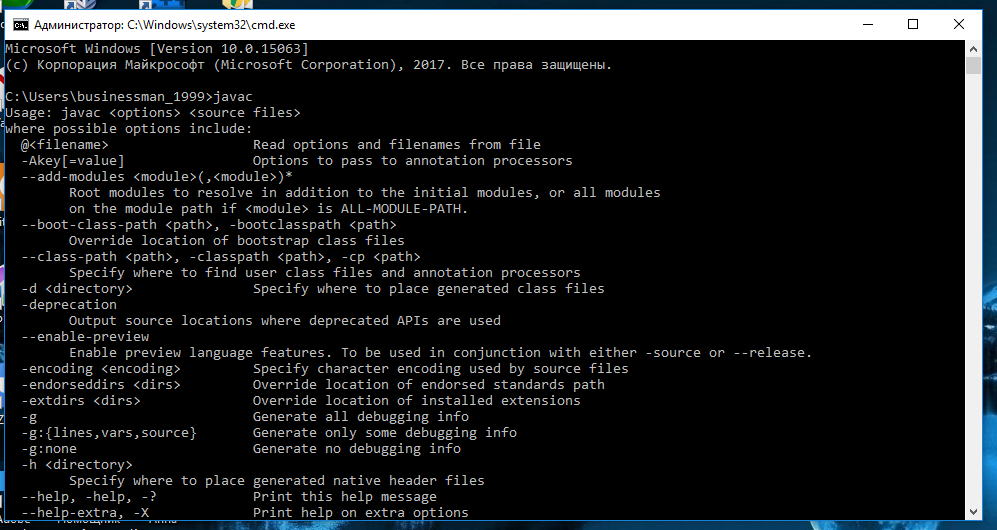 Администратор: C:\Windows\system32\cmd.exe
Microsoft Windows [Version 10.0.15063]
(c) Корпорация Майкрософт (Microsoft Corporation), 2017. Все права защищены.
C:\Users\businessman_1999>javac
Usage: javac <options> <source files>
where possible options include:
@<filename> Read options and filenames from file
-Akey[=value] Options to pass to annotation processors
--add-modules <module>(,<module>)*
Root modules to resolve in addition to the initial modules, or all modules
on the module path if <module> is ALL-MODULE-PATH.
--boot-class-path <path>, -bootclasspath <path>
Override location of bootstrap class files
--class-path <path>, -classpath <path>, -cp <path>
Specify where to find user class files and annotation processors
-d <directory> Specify where to place generated class files
-deprecation
Output source locations where deprecated APIs are used
--enable-preview
Enable preview language features. To be used in conjunction with either -source or --release.
-encoding <encoding> Specify character encoding used by source files
-endorseddirs <dirs> Override location of endorsed standards path
-extdirs <dirs> Override location of installed extensions
-g Generate all debugging info
-g:{lines,vars,source} Generate only some debugging info
-g:none Generate no debugging info
-h <directory>
Specify where to place generated native header files
--help, -help, -? Print this help message
--help-extra, -X Print help on extra options